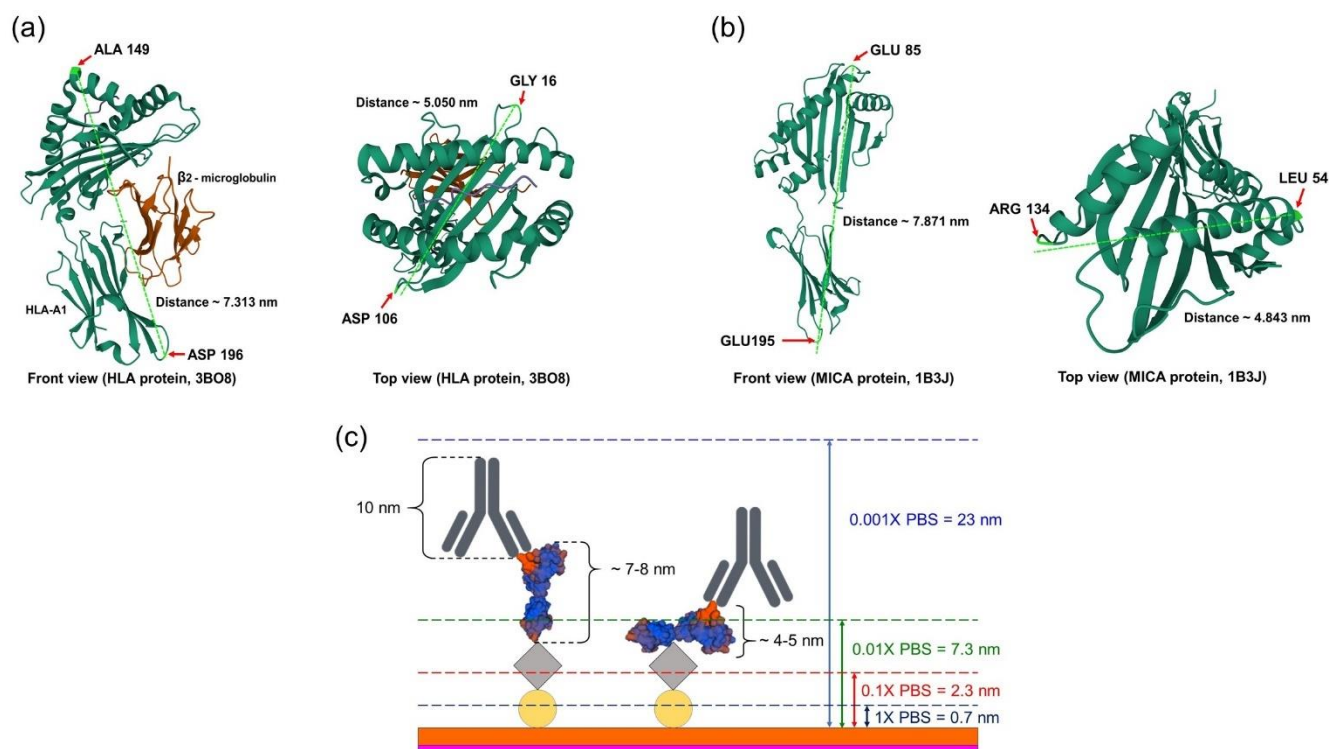 (a)
ALA 149
β2 - microglobulin
HLA-A1
Distance ~ 7.313 nm
ASP 196
Front view (HLA protein, 3BO8)
GLY 16
Distance ~ 5.050 nm
ASP 106
Top view (HLA protein, 3BO8)
(b)
GLU 85
Distance ~ 7.871 nm
GLU195
Front view (MICA protein, 1B3J)
LEU 54
ARG 134
Distance ~ 4.843 nm
Top view (MICA protein, 1B3J)
(c)
10 nm
~ 7-8 nm
~ 4-5 nm
0.001X PBS = 23 nm
0.01X PBS = 7.3 nm
0.1X PBS = 2.3 nm
1X PBS = 0.7 nm